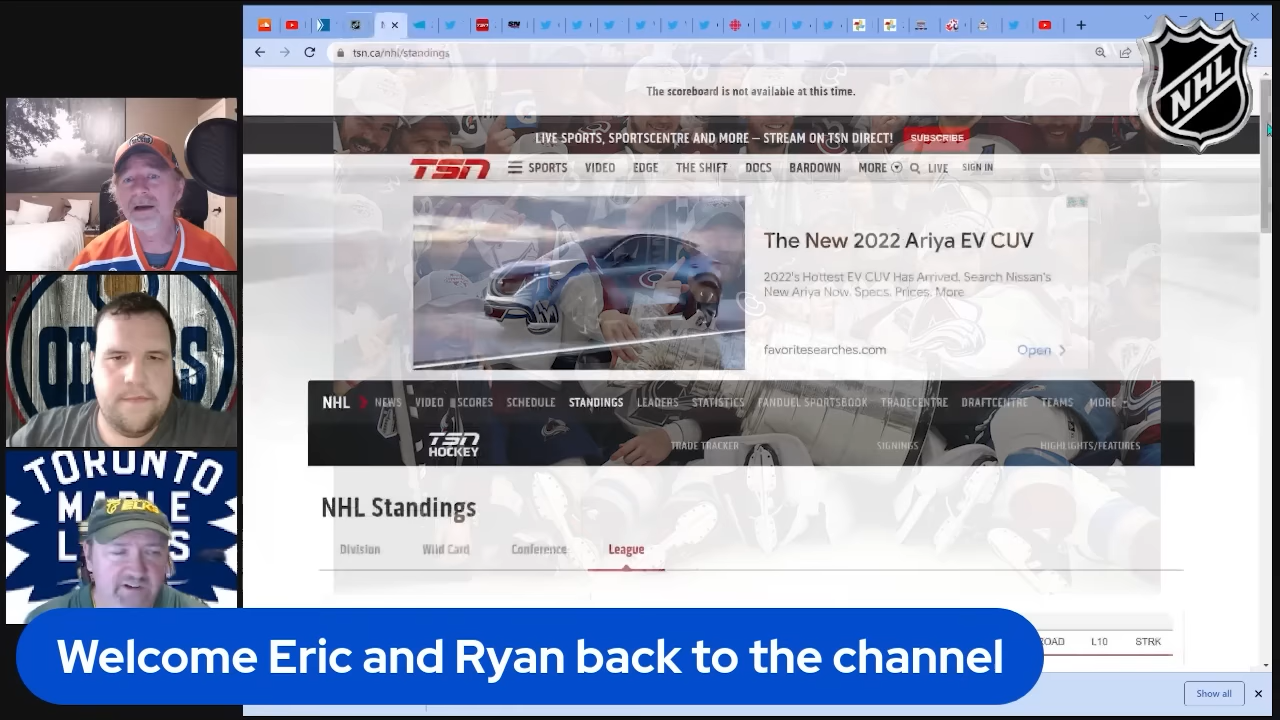 tsn.ca/nhl/standings
NHL
The scoreboard is not available at this time.
LIVE SPORTS, SPORTSCENTRE AND MORE — STREAM ON TSN DIRECT! SUBSCRIBE
TSN SPORTS VIDEO EDGE THE SHIFT DOCS BARDOWN MORE LIVE SIGN IN
The New 2022 Ariya EV CUV
2022's Hottest EV CUV Has Arrived. Search Nissan's
New Ariya Now. Specs. Prices. More
favoritesearches.com Open
NHL NEWS VIDEO SCORES SCHEDULE STANDINGS LEADERS STATISTICS FANDUEL SPORTSBOOK TRADECENTRE DRAFTCENTRE TEAMS MORE
TSN
HOCKEY
TRADE TRACKER SIGNINGS HIGHLIGHTS/FEATURES
NHL Standings
Division Wild Card Conference League
L10 STRK
TORONTO
Welcome Eric and Ryan back to the channel
Show all